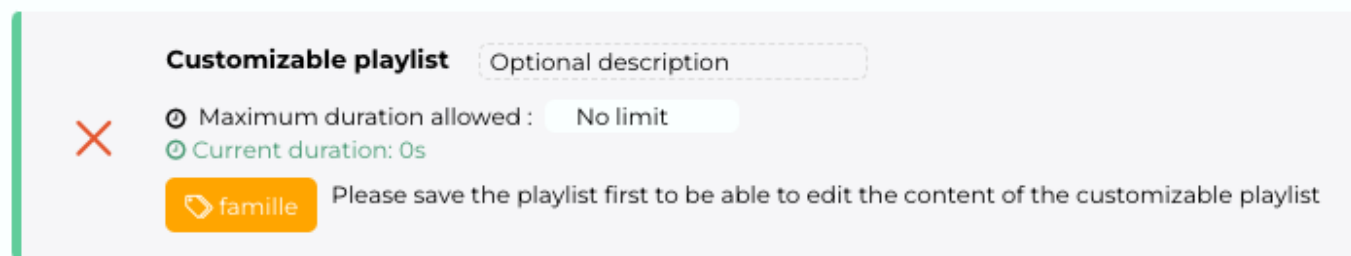 Customizable playlist Optional description
Maximum duration allowed : No limit
Current duration: 0s
famille Please save the playlist first to be able to edit the content of the customizable playlist